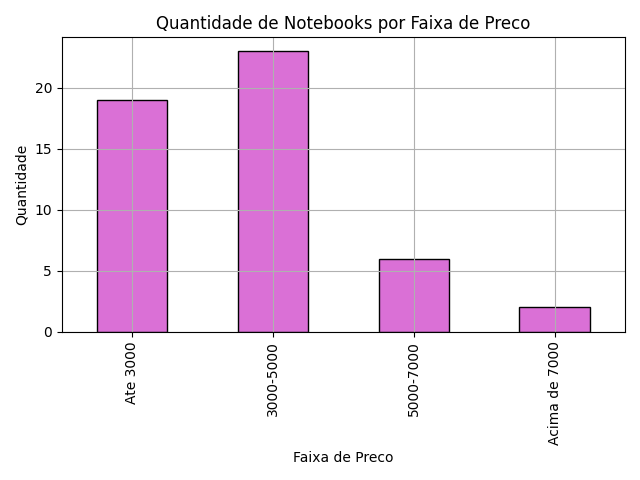 Quantidade de Notebooks por Faixa de Preco
Quantidade
20
15
10
5
0
Ate 3000
3000-5000
5000-7000
Acima de 7000
Faixa de Preco